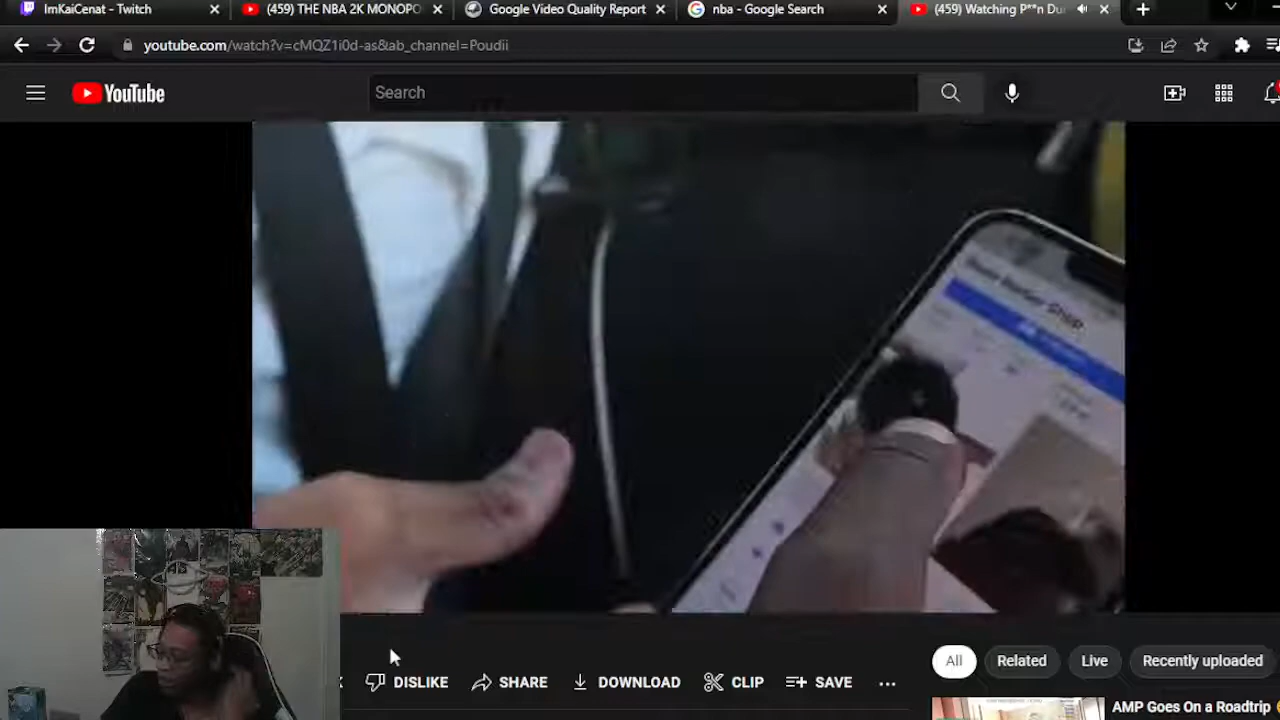 ImKaiCenat - Twitch
(459) THE NBA 2K MONOPO
Google Video Quality Report
nba - Google Search
(459) Watching P**n Du
youtube.com/watch?v=cMQZ1i0d-as&ab_channel=Poudii
YouTube
Search
DISLIKE
SHARE
DOWNLOAD
CLIP
SAVE
All
Related
Live
Recently uploaded
AMP Goes On a Roadtrip